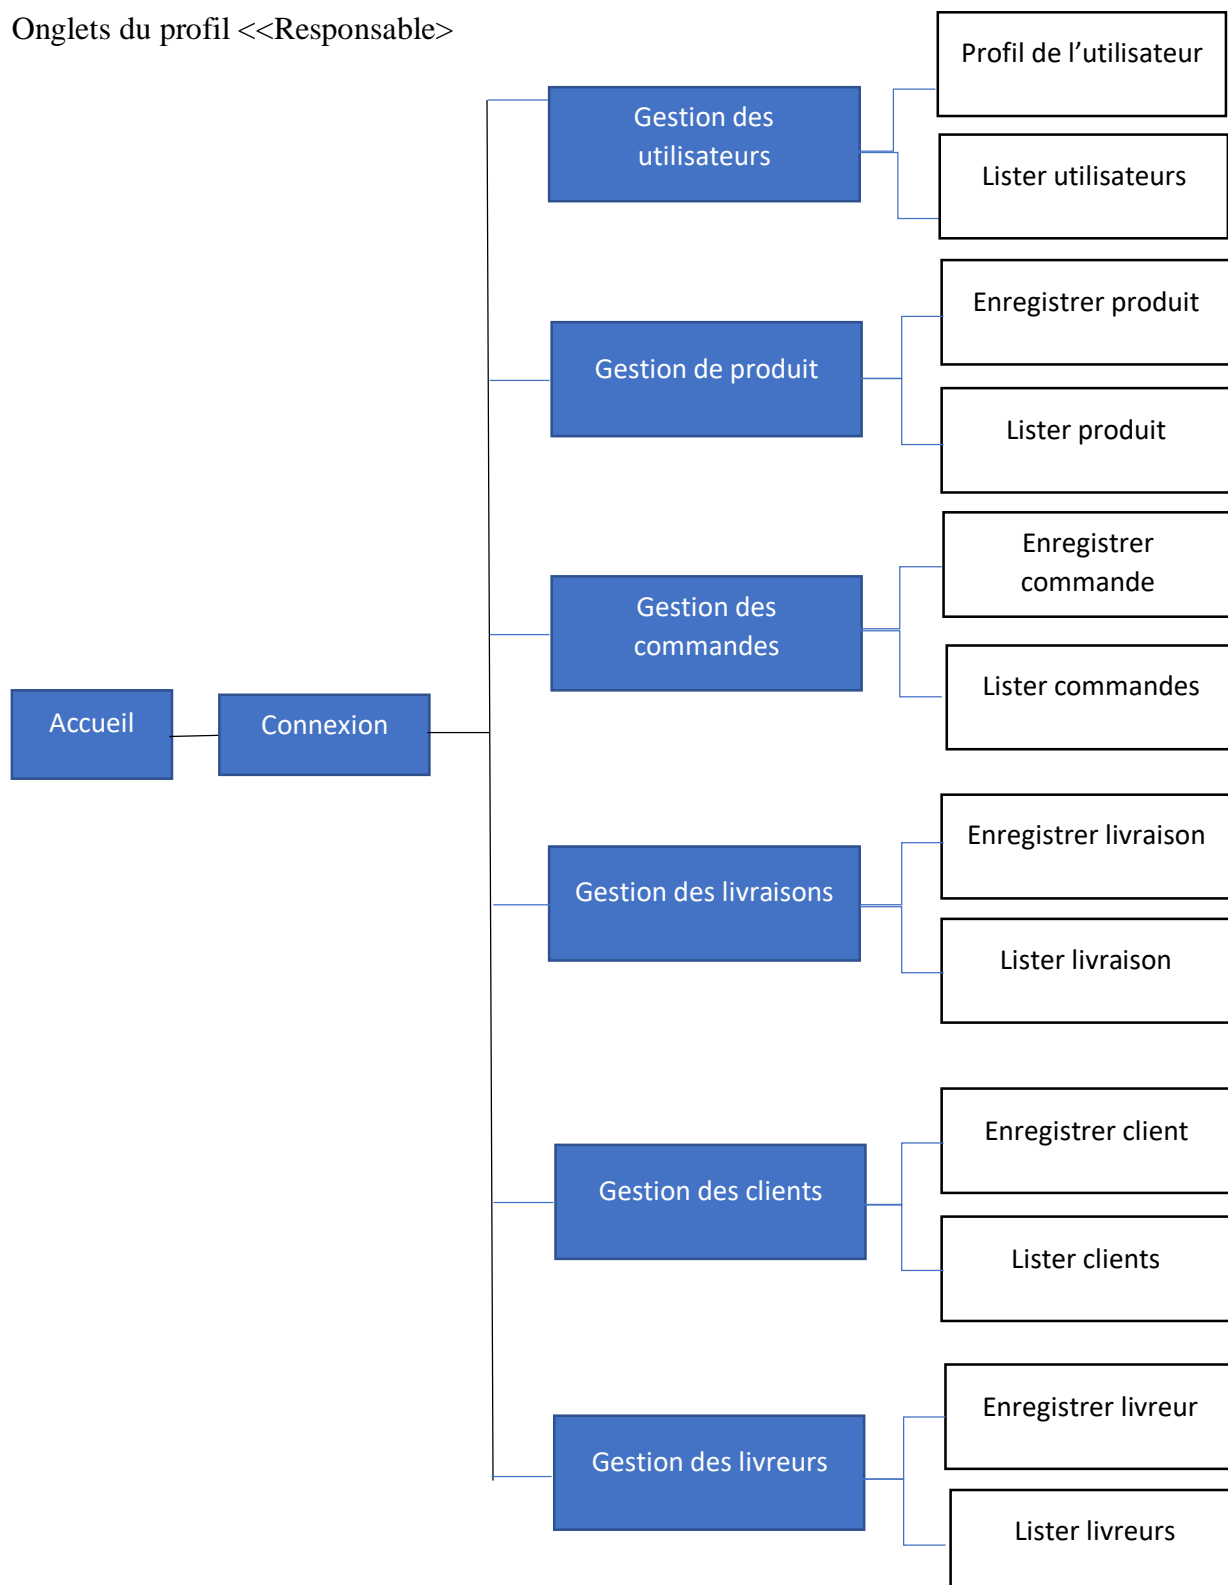 Onglets du profil <<Responsable>
Profil de l’utilisateur
Gestion des
utilisateurs
Lister utilisateurs
Enregistrer produit
Gestion de produit
Lister produit
Enregistrer
commande
Gestion des
commandes
Lister commandes
Accueil
Connexion
Enregistrer livraison
Gestion des livraisons
Lister livraison
Enregistrer client
Gestion des clients
Lister clients
Enregistrer livreur
Gestion des livreurs
Lister livreurs